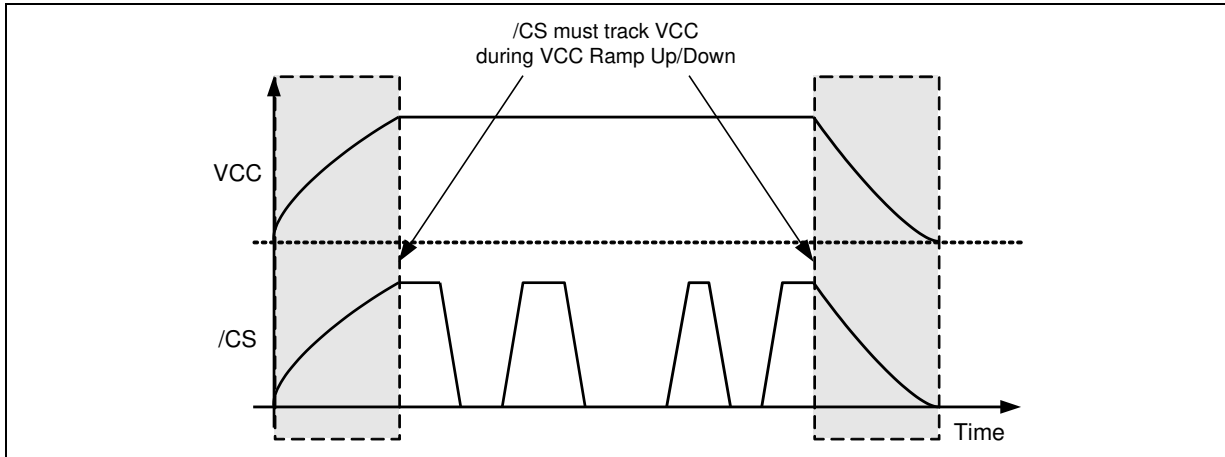 /CS must track VCC
during VCC Ramp Up/Down
VCC
/CS
Time